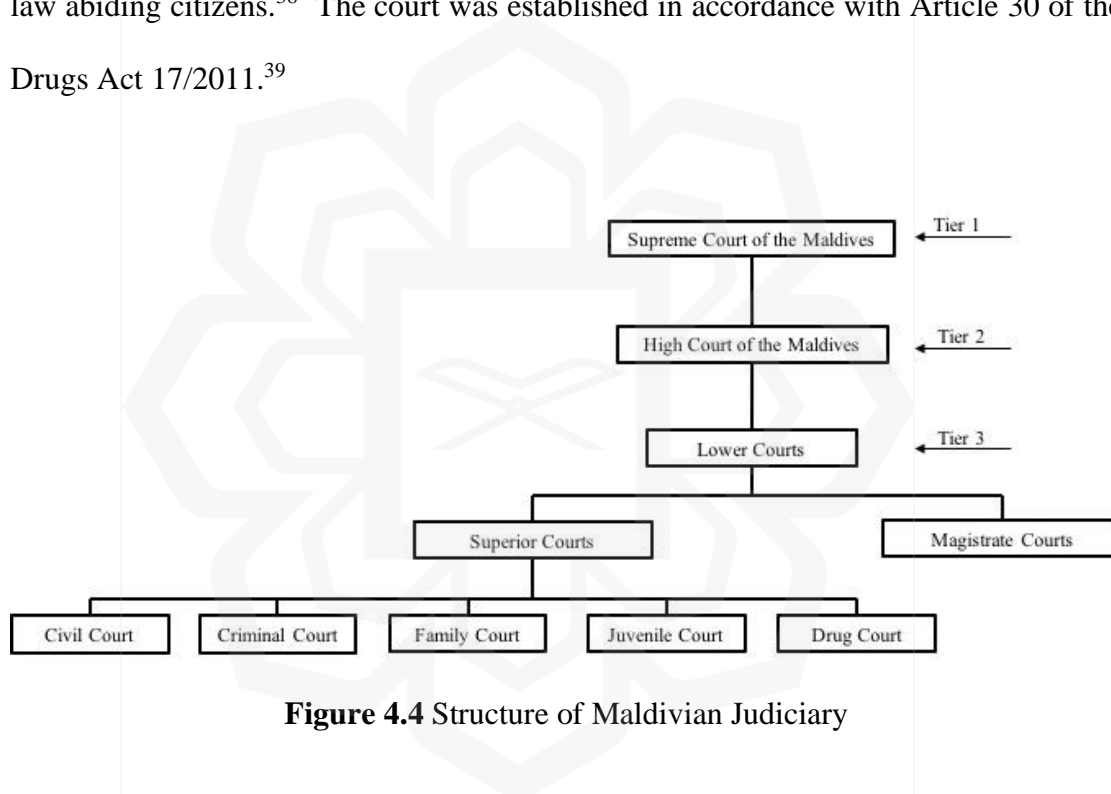 law abiding citizens.38 The court was established in accordance with Article 30 of the
Drugs Act 17/2011.39
Supreme Court of the Maldives
Tier 1
High Court of the Maldives
Tier 2
Lower Courts
Tier 3
Superior Courts
Magistrate Courts
Civil Court
Criminal Court
Family Court
Juvenile Court
Drug Court
Figure 4.4 Structure of Maldivian Judiciary